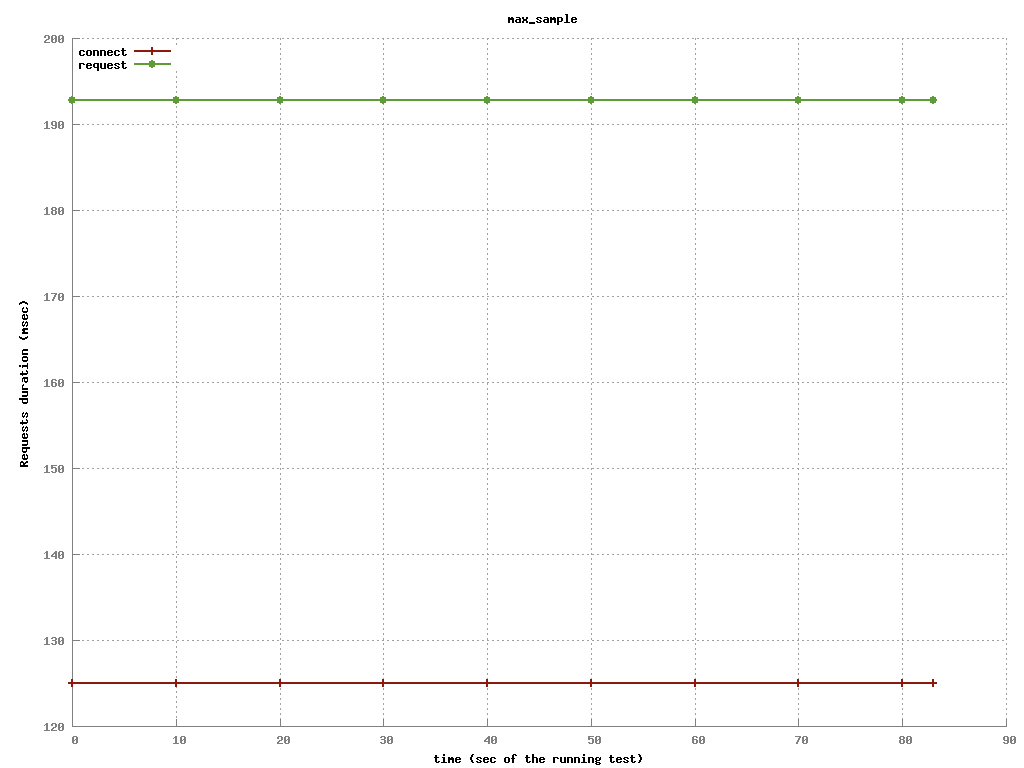 max_sample
200
connect
request
190
180
170
160
150
140
130
120
Requests duration (msec)
0 10 20 30 40 50 60 70 80 90
time (sec of the running test)